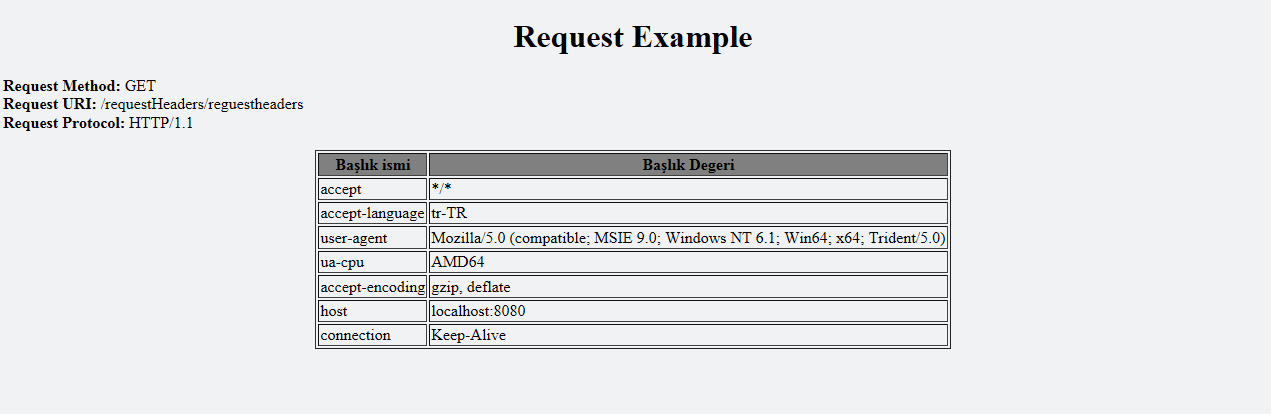 Request Example
Request Method: GET
Request URI: /requestHeaders/reguestheaders
Request Protocol: HTTP/1.1
Başlık ismi Başlık Degeri
accept */*
accept-language tr-TR
user-agent Mozilla/5.0 (compatible; MSIE 9.0; Windows NT 6.1; Win64; x64; Trident/5.0)
ua-cpu AMD64
accept-encoding gzip, deflate
host localhost:8080
connection Keep-Alive